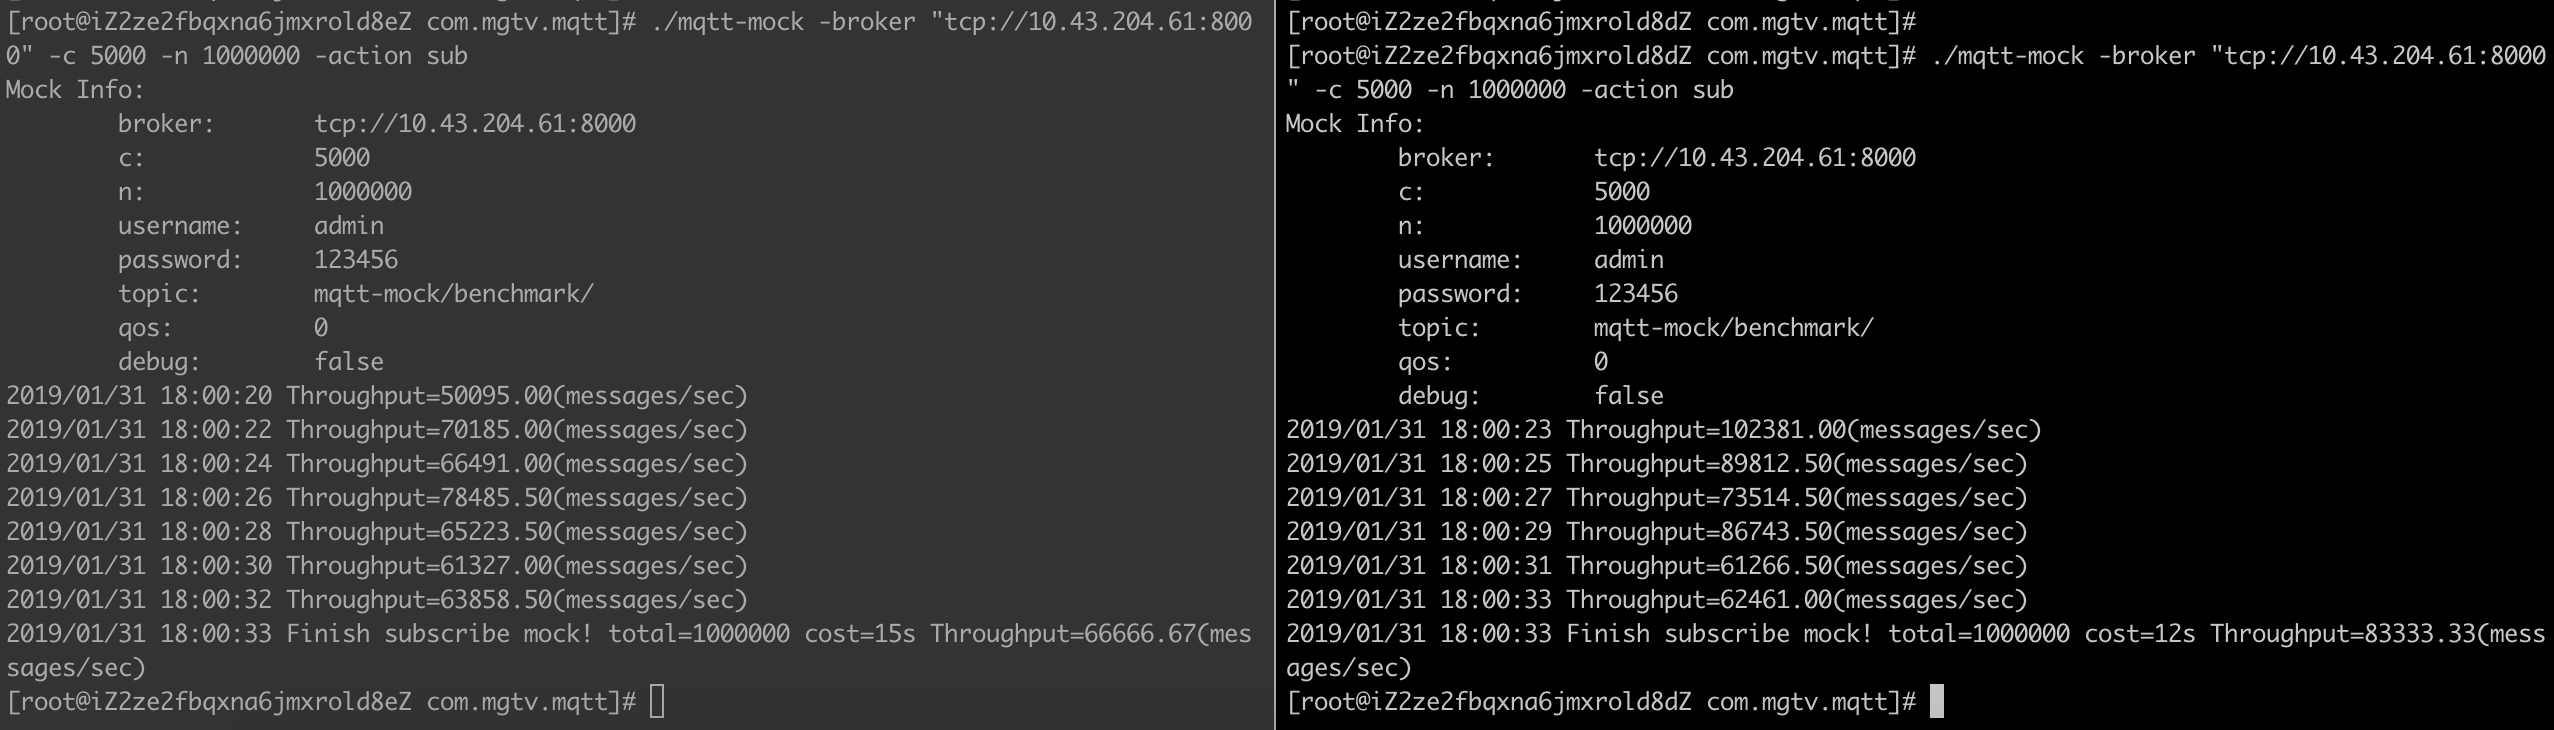 [root@iZ2ze2fbqxna6jmxrold8eZ com.mgtv.mqtt]# ./mqtt-mock -broker "tcp://10.43.204.61:800
0" -c 5000 -n 1000000 -action sub
Mock Info:
broker: tcp://10.43.204.61:8000
c: 5000
n: 1000000
username: admin
password: 123456
topic: mqtt-mock/benchmark/
qos: 0
debug: false
2019/01/31 18:00:20 Throughput=50095.00(messages/sec)
2019/01/31 18:00:22 Throughput=70185.00(messages/sec)
2019/01/31 18:00:24 Throughput=66491.00(messages/sec)
2019/01/31 18:00:26 Throughput=78485.50(messages/sec)
2019/01/31 18:00:28 Throughput=65223.50(messages/sec)
2019/01/31 18:00:30 Throughput=61327.00(messages/sec)
2019/01/31 18:00:32 Throughput=63858.50(messages/sec)
2019/01/31 18:00:33 Finish subscribe mock! total=1000000 cost=15s Throughput=66666.67(mes
sages/sec)
[root@iZ2ze2fbqxna6jmxrold8eZ com.mgtv.mqtt]#
[root@iZ2ze2fbqxna6jmxrold8dZ com.mgtv.mqtt]#
[root@iZ2ze2fbqxna6jmxrold8dZ com.mgtv.mqtt]# ./mqtt-mock -broker "tcp://10.43.204.61:8000
" -c 5000 -n 1000000 -action sub
Mock Info:
broker: tcp://10.43.204.61:8000
c: 5000
n: 1000000
username: admin
password: 123456
topic: mqtt-mock/benchmark/
qos: 0
debug: false
2019/01/31 18:00:23 Throughput=102381.00(messages/sec)
2019/01/31 18:00:25 Throughput=89812.50(messages/sec)
2019/01/31 18:00:27 Throughput=73514.50(messages/sec)
2019/01/31 18:00:29 Throughput=86743.50(messages/sec)
2019/01/31 18:00:31 Throughput=61266.50(messages/sec)
2019/01/31 18:00:33 Throughput=62461.00(messages/sec)
2019/01/31 18:00:33 Finish subscribe mock! total=1000000 cost=12s Throughput=83333.33(mess
ages/sec)
[root@iZ2ze2fbqxna6jmxrold8dZ com.mgtv.mqtt]#